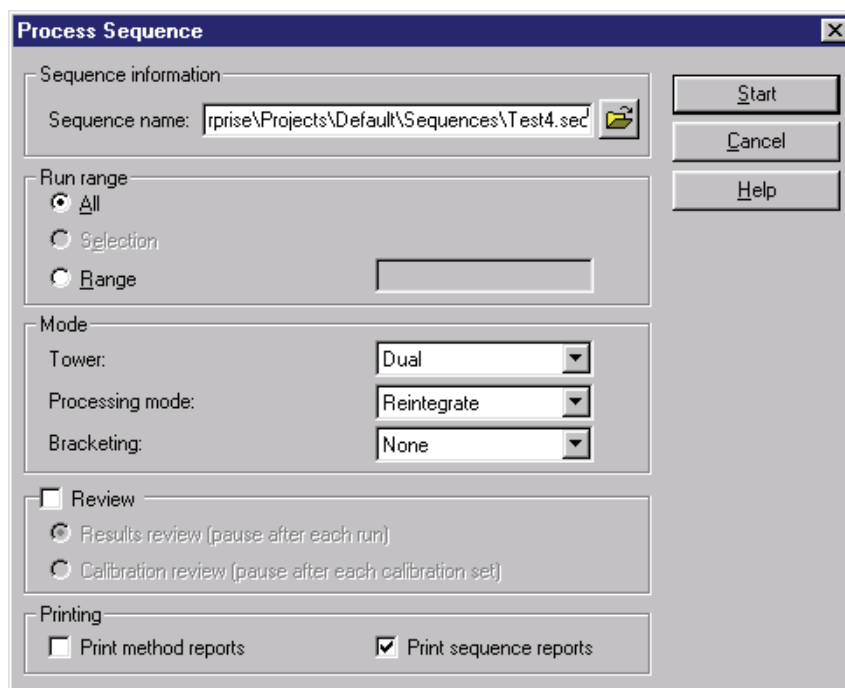 Process Sequence
Sequence information
Sequence name: rprise\Projects\Default\Sequences\Test4.sec
Start
Cancel
Help
Run range
All
Selection
Range
Mode
Tower: Dual
Processing mode: Reintegrate
Bracketing: None
Review
Results review (pause after each run)
Calibration review (pause after each calibration set)
Printing
Print method reports
Print sequence reports